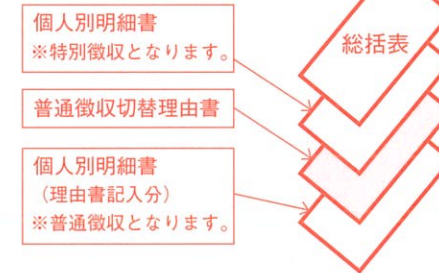 個人別明細書
※特別徴収となります。
総括表
普通徴収切替理由書
個人別明細書
（理由書記入分）
※普通徴収となります。